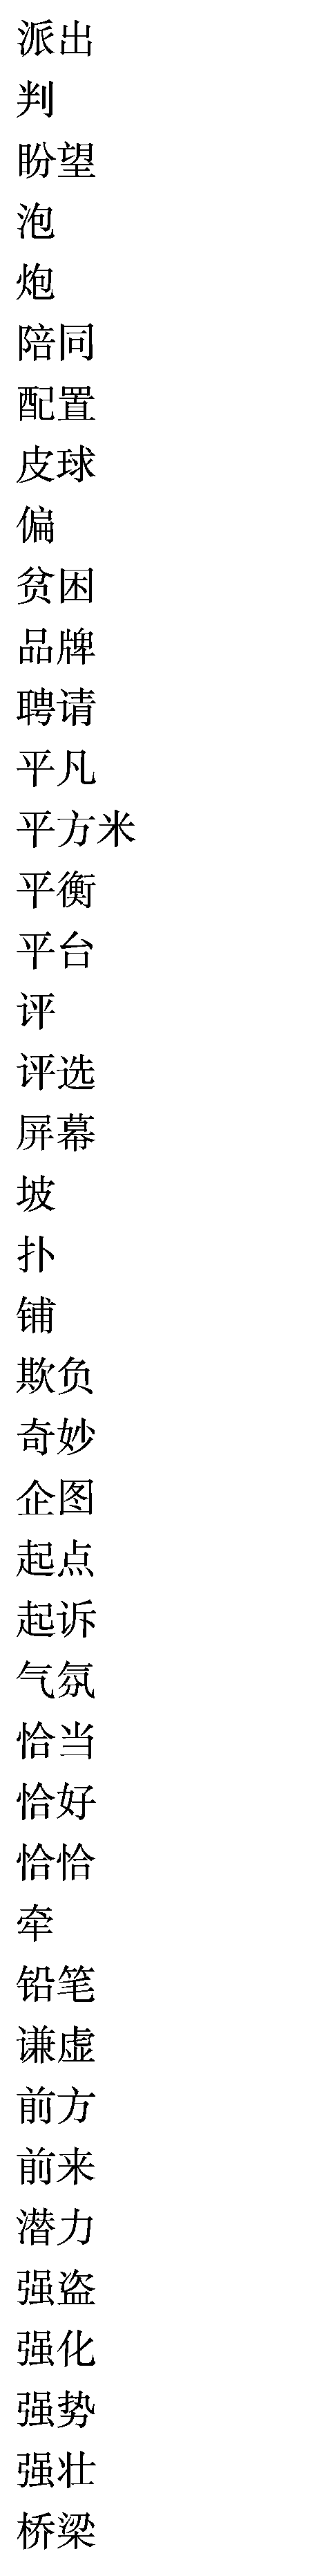 派出
判
盼望
泡
炮
陪同
配置
皮球
偏
贫困
品牌
聘请
平凡
平方米
平衡
平台
评
评选
屏幕
坡
扑
铺
欺负
奇妙
企图
起点
起诉
气氛
恰当
恰好
恰恰
牵
铅笔
谦虚
前方
前来
潜力
强盗
强化
强势
强壮
桥梁